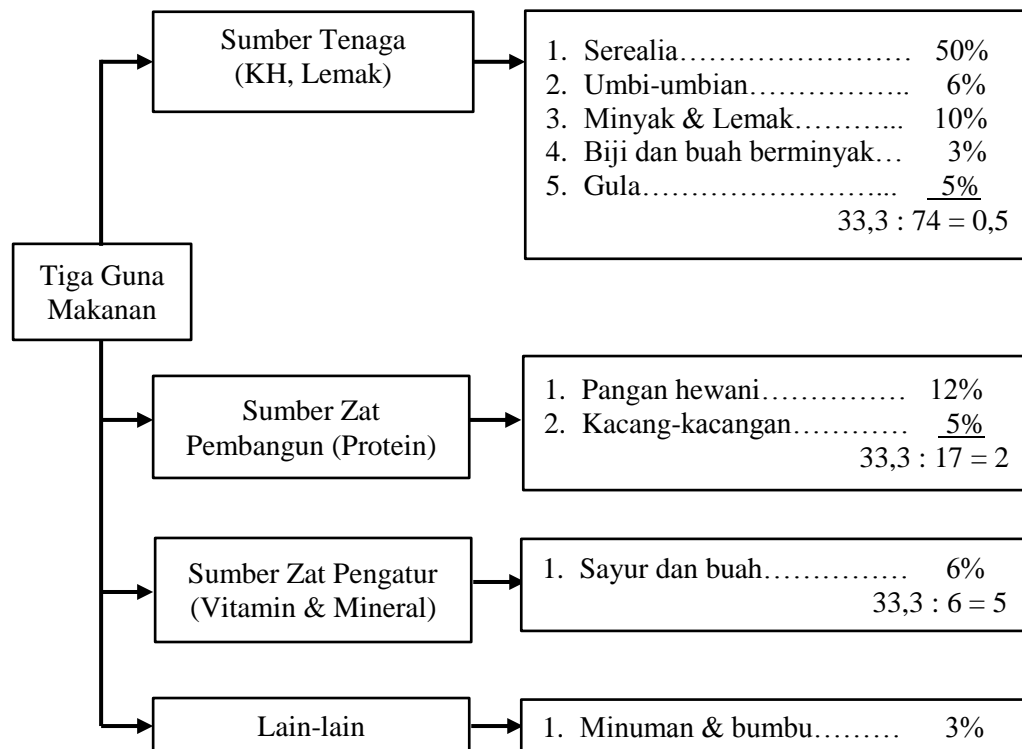 Tiga Guna
Makanan
Sumber Tenaga
(KH, Lemak)
1. Serealia…………………… 50%
2. Umbi-umbian…………….. 6%
3. Minyak & Lemak………... 10%
4. Biji dan buah berminyak… 3%
5. Gula……………………... 5%
33,3 : 74 = 0,5
Sumber Zat
Pembangun (Protein)
1. Pangan hewani…………… 12%
2. Kacang-kacangan………… 5%
33,3 : 17 = 2
Sumber Zat Pengatur
(Vitamin & Mineral)
1. Sayur dan buah…………… 6%
33,3 : 6 = 5
Lain-lain
1. Minuman & bumbu……… 3%